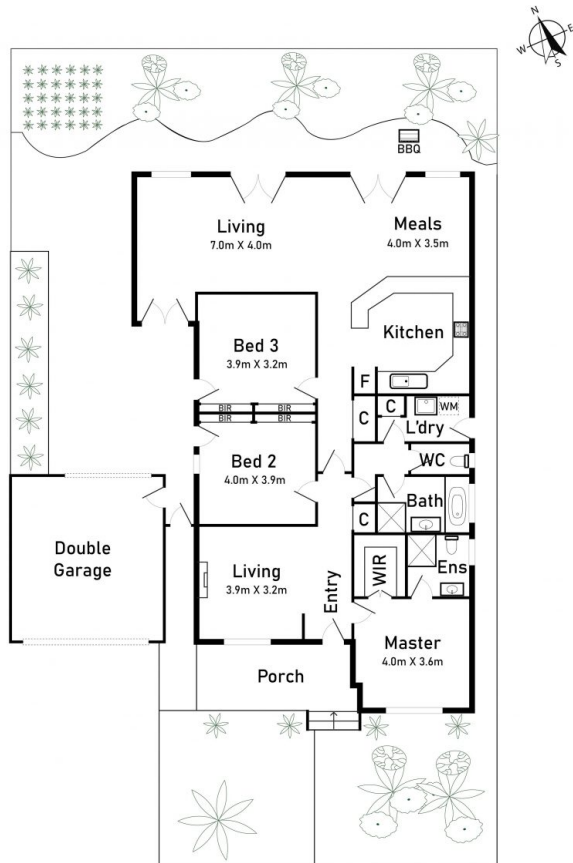 N
E
W
S
BBQ
Living
7.0m X 4.0m
Meals
4.0m X 3.5m
Kitchen
Bed 3
3.9m X 3.2m
F
BIR BIR
BIR BIR
C
C
WM
L'dry
WC
Bed 2
4.0m X 3.9m
Bath
C
Double
Garage
Living
3.9m X 3.2m
Entry
WIR
Ens
Master
4.0m X 3.6m
Porch